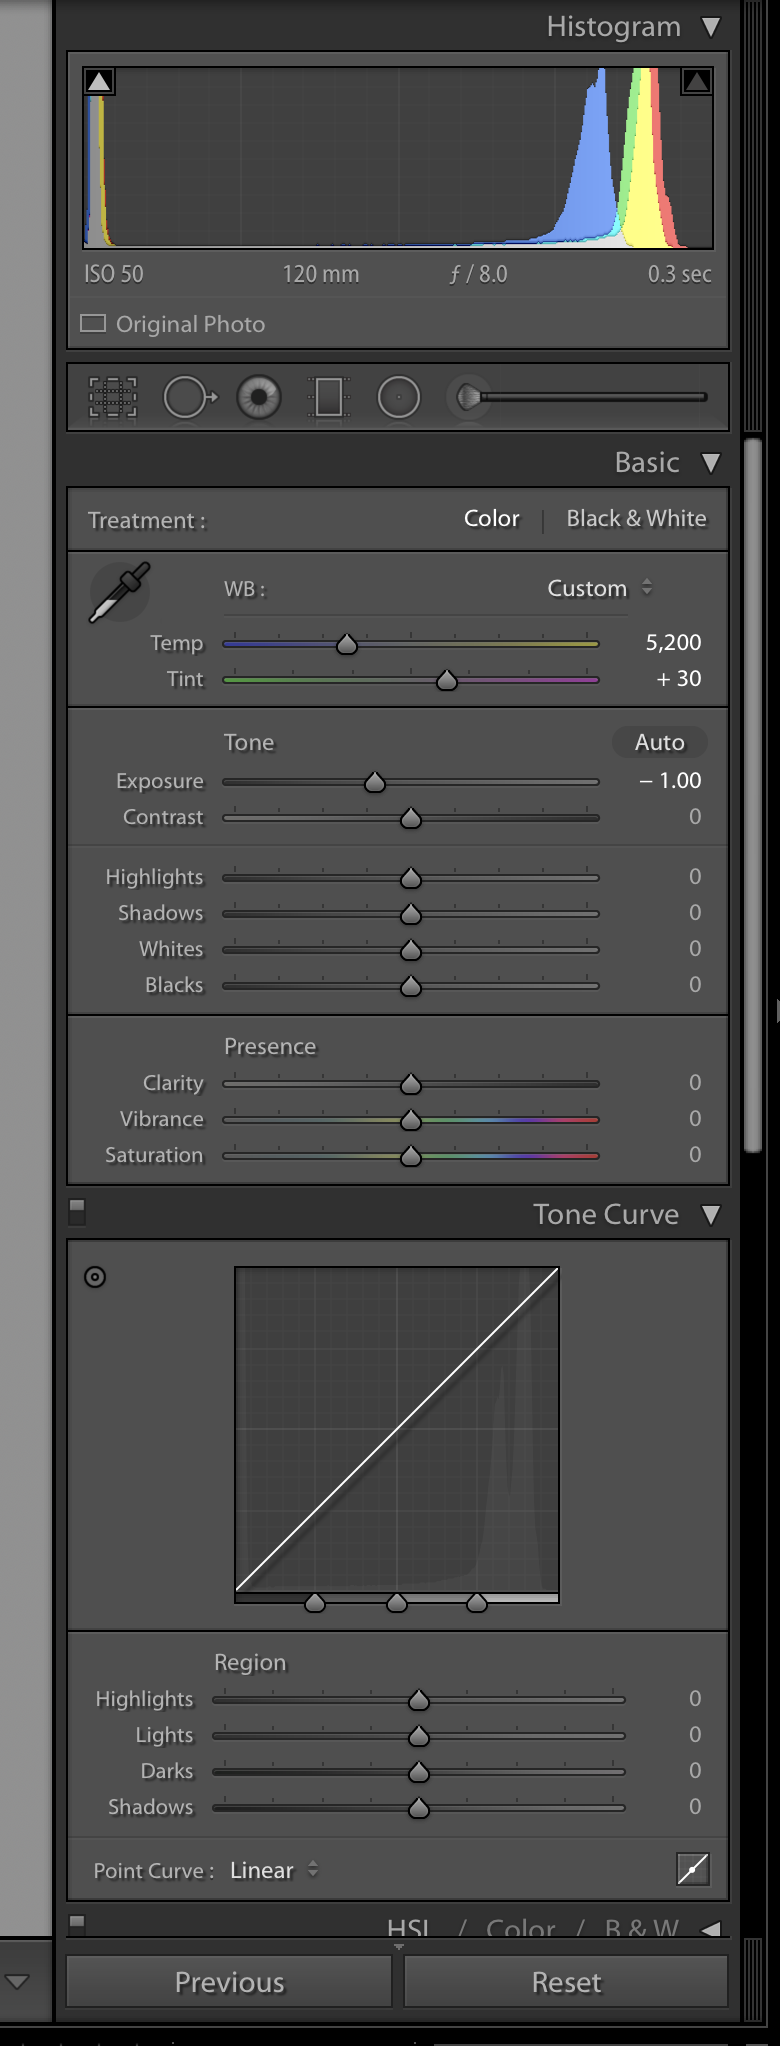 Histogram
ISO 50 120 mm ƒ / 8.0 0.3 sec
Original Photo
Basic
Treatment : Color | Black & White
WB : Custom
Temp 5,200
Tint + 30
Tone Auto
Exposure − 1.00
Contrast 0
Highlights 0
Shadows 0
Whites 0
Blacks 0
Presence
Clarity 0
Vibrance 0
Saturation 0
Tone Curve
Region
Highlights 0
Lights 0
Darks 0
Shadows 0
Point Curve : Linear
HSL / Color / B & W
Previous Reset